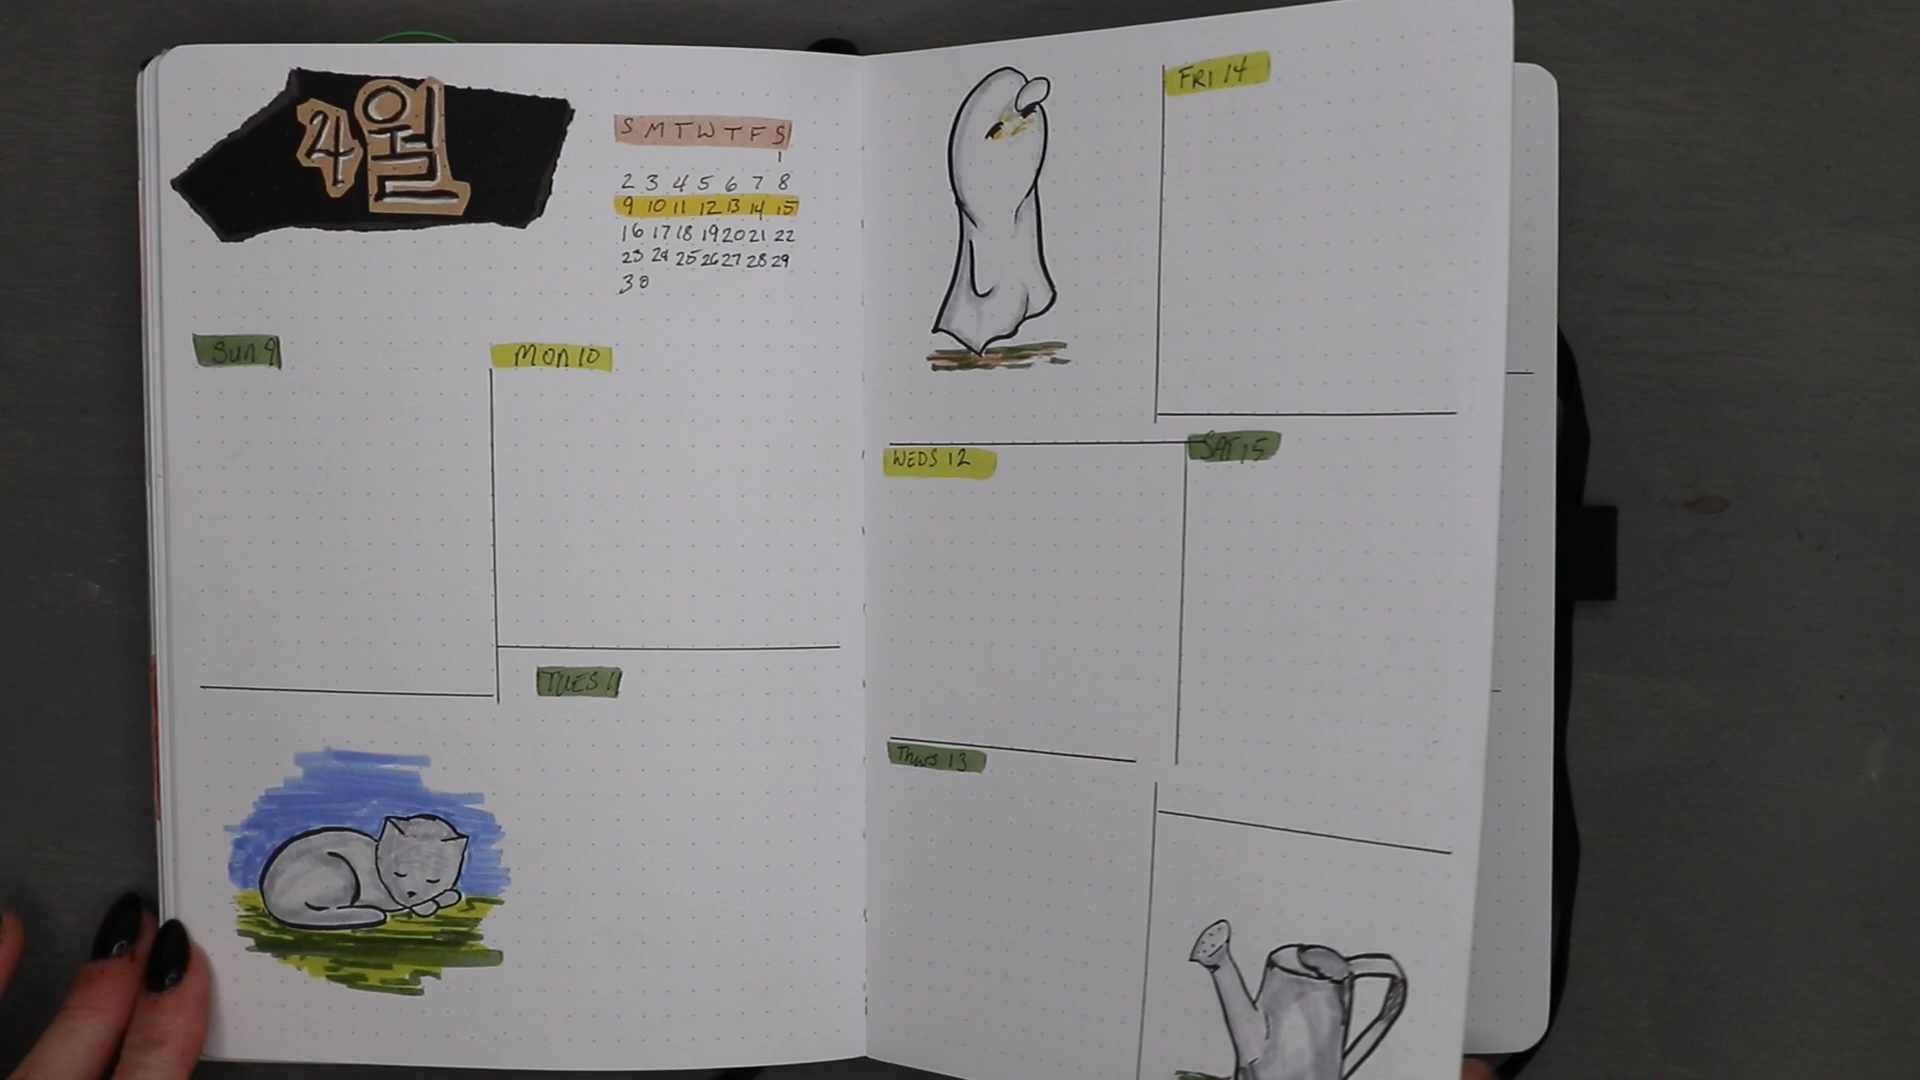 4월
S M T W T F S
1
2 3 4 5 6 7 8
9 10 11 12 13 14 15
16 17 18 19 20 21 22
23 24 25 26 27 28 29
30
Sun 9
Mon 10
TUES 11
WEDS 12
Thurs 13
FRI 14
SAT 15